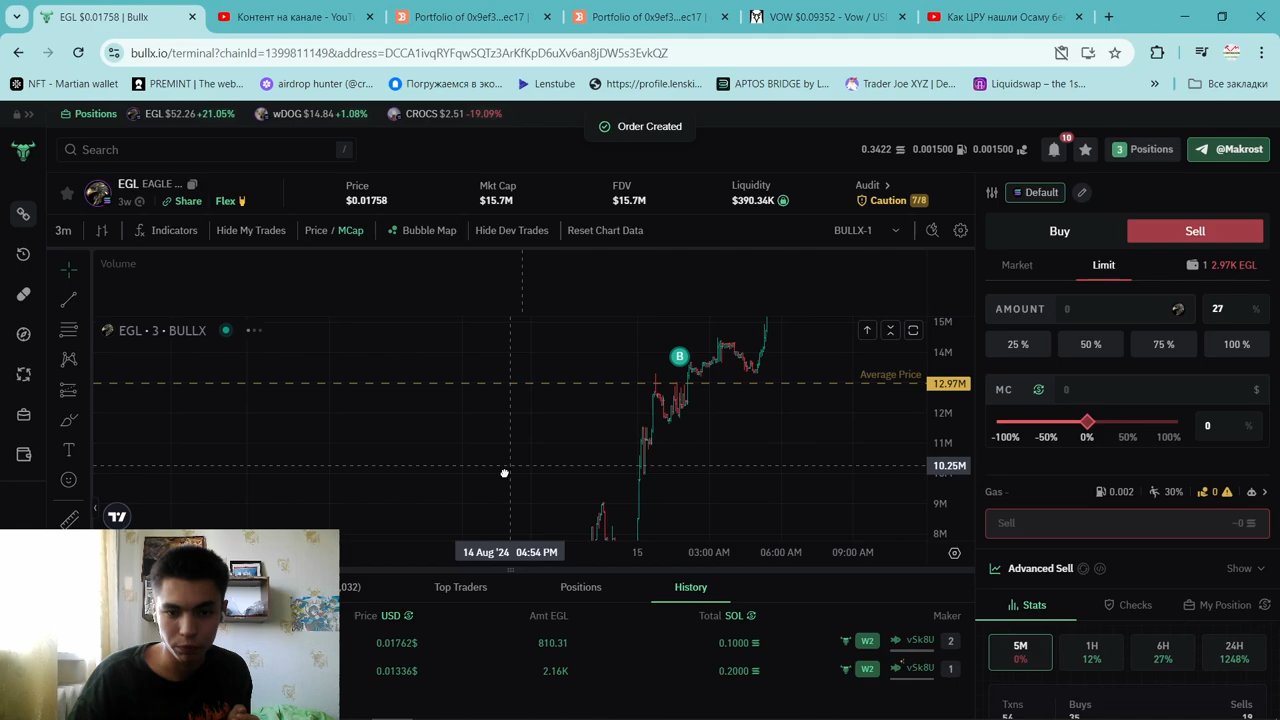 EGL $0.01758 | Bullx
Контент на канале - YouT
Portfolio of 0x9ef3...ec17 |
Portfolio of 0x9ef3...ec17 |
VOW $0.09352 - Vow / US
Как ЦРУ нашли Осаму бен
bullx.io/terminal?chainId=1399811149&address=DCCA1ivqRYFqwSQTz3ArKfKpD6uXv6an8jDW5s3EvkQZ
NFT - Martian wallet
PREMINT | The web...
airdrop hunter (@cr...
Погружаемся в эко...
Lenstube
https://profile.lenski...
APTOS BRIDGE by L...
Trader Joe XYZ | De...
Liquidswap – the 1s...
»
Все закладки
Positions
EGL $52.26 +21.05%
wDOG $14.84 +1.08%
CROCS $2.51 -19.09%
Order Created
Search
/
0.3422
0.001500
0.001500
10
3 Positions
@Makrost
EGL EAGLE ...
3w
Share
Flex
Price
$0.01758
Mkt Cap
$15.7M
FDV
$15.7M
Liquidity
$390.34K
Audit
Caution 7/8
Default
3m
Indicators
Hide My Trades
Price / MCap
Bubble Map
Hide Dev Trades
Reset Chart Data
BULLX-1
Buy
Sell
Volume
Market
Limit
1 2.97K EGL
EGL · 3 · BULLX
AMOUNT
0
27
%
25 %
50 %
75 %
100 %
MC
0
$
-100%
-50%
0%
50%
100%
0
%
B
Average Price
15M
14M
12.97M
12M
11M
10.25M
9M
8M
Gas -
0.002
30%
0
Sell
~0
14 Aug '24 04:54 PM
15
03:00 AM
06:00 AM
09:00 AM
Advanced Sell
Show
,032)
Top Traders
Positions
History
Stats
Checks
My Position
Price USD
Amt EGL
Total SOL
Maker
0.01762$
810.31
0.1000
W2
vSk8U
2
0.01336$
2.16K
0.2000
W2
vSk8U
1
5M
0%
1H
12%
6H
27%
24H
1248%
Txns
Buys
Sells
54
35
19